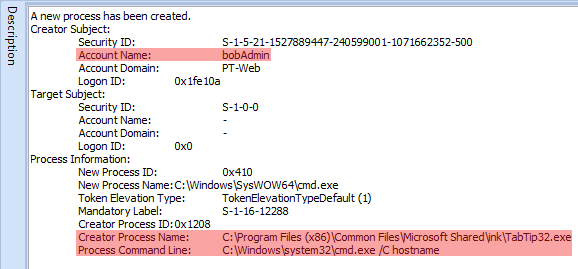 Description
A new process has been created.
Creator Subject:
Security ID: S-1-5-21-1527889447-240599001-1071662352-500
Account Name: bobAdmin
Account Domain: PT-Web
Logon ID: 0x1fe10a
Target Subject:
Security ID: S-1-0-0
Account Name: -
Account Domain: -
Logon ID: 0x0
Process Information:
New Process ID: 0x410
New Process Name:C:\Windows\SysWOW64\cmd.exe
Token Elevation Type: TokenElevationTypeDefault (1)
Mandatory Label: S-1-16-12288
Creator Process ID:0x1208
Creator Process Name: C:\Program Files (x86)\Common Files\Microsoft Shared\ink\TabTip32.exe
Process Command Line: C:\Windows\system32\cmd.exe /C hostname